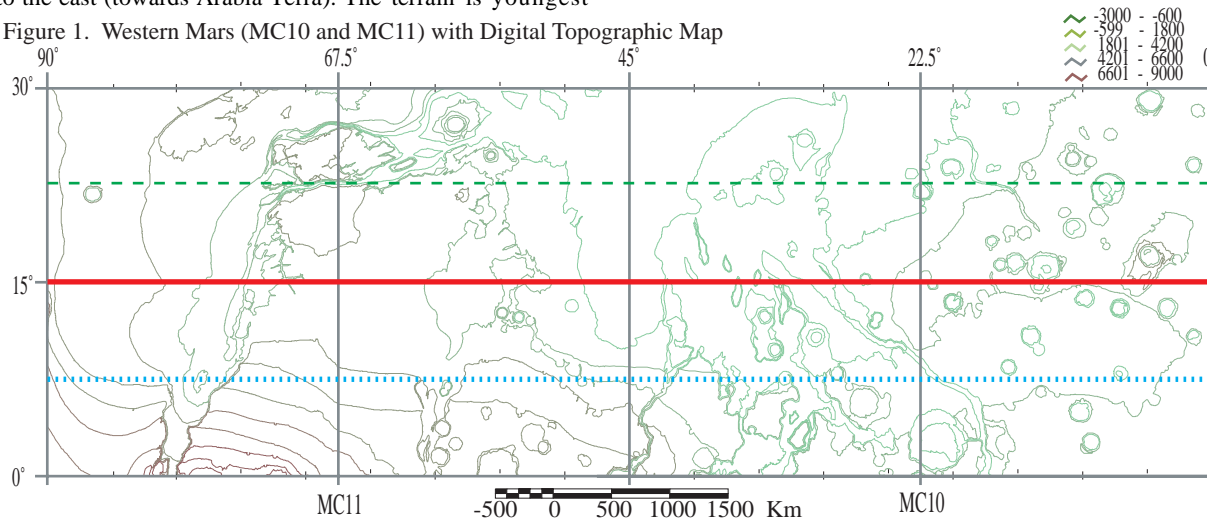 to the east (towards Arabia Terra). The terrain is youngest
Figure 1. Western Mars (MC10 and MC11) with Digital Topographic Map
-3000 - -600
-599 - 1800
1801 - 4200
4201 - 6600
6601 - 9000
90° 67.5° 45° 22.5° 0
30°
15°
0°
MC11 MC10
-500 0 500 1000 1500 Km